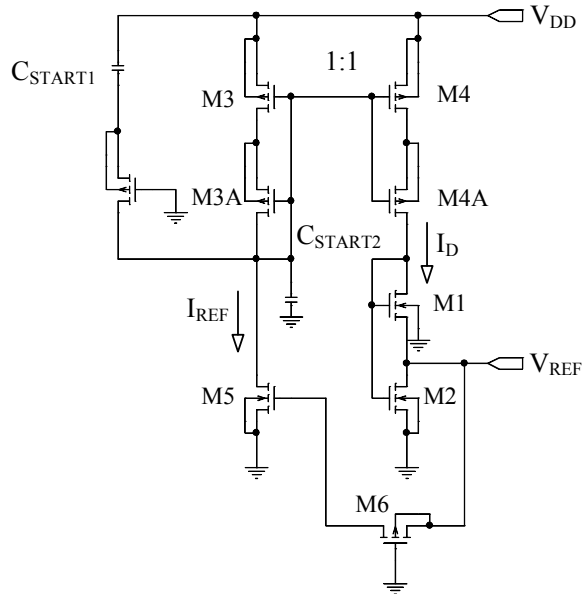 V_DD
C_START1
1:1
M3
M4
M3A
M4A
C_START2
I_D
M1
I_REF
V_REF
M5
M2
M6